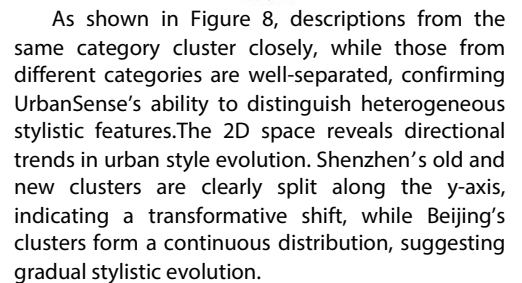 As shown in Figure 8, descriptions from the
same category cluster closely, while those from
different categories are well-separated, confirming
UrbanSense's ability to distinguish heterogeneous
stylistic features.The 2D space reveals directional
trends in urban style evolution. Shenzhen′s old and
new clusters are clearly split along the y-axis,
indicating a transformative shift, while Beijing's
clusters form a continuous distribution, suggesting
gradual stylistic evolution.